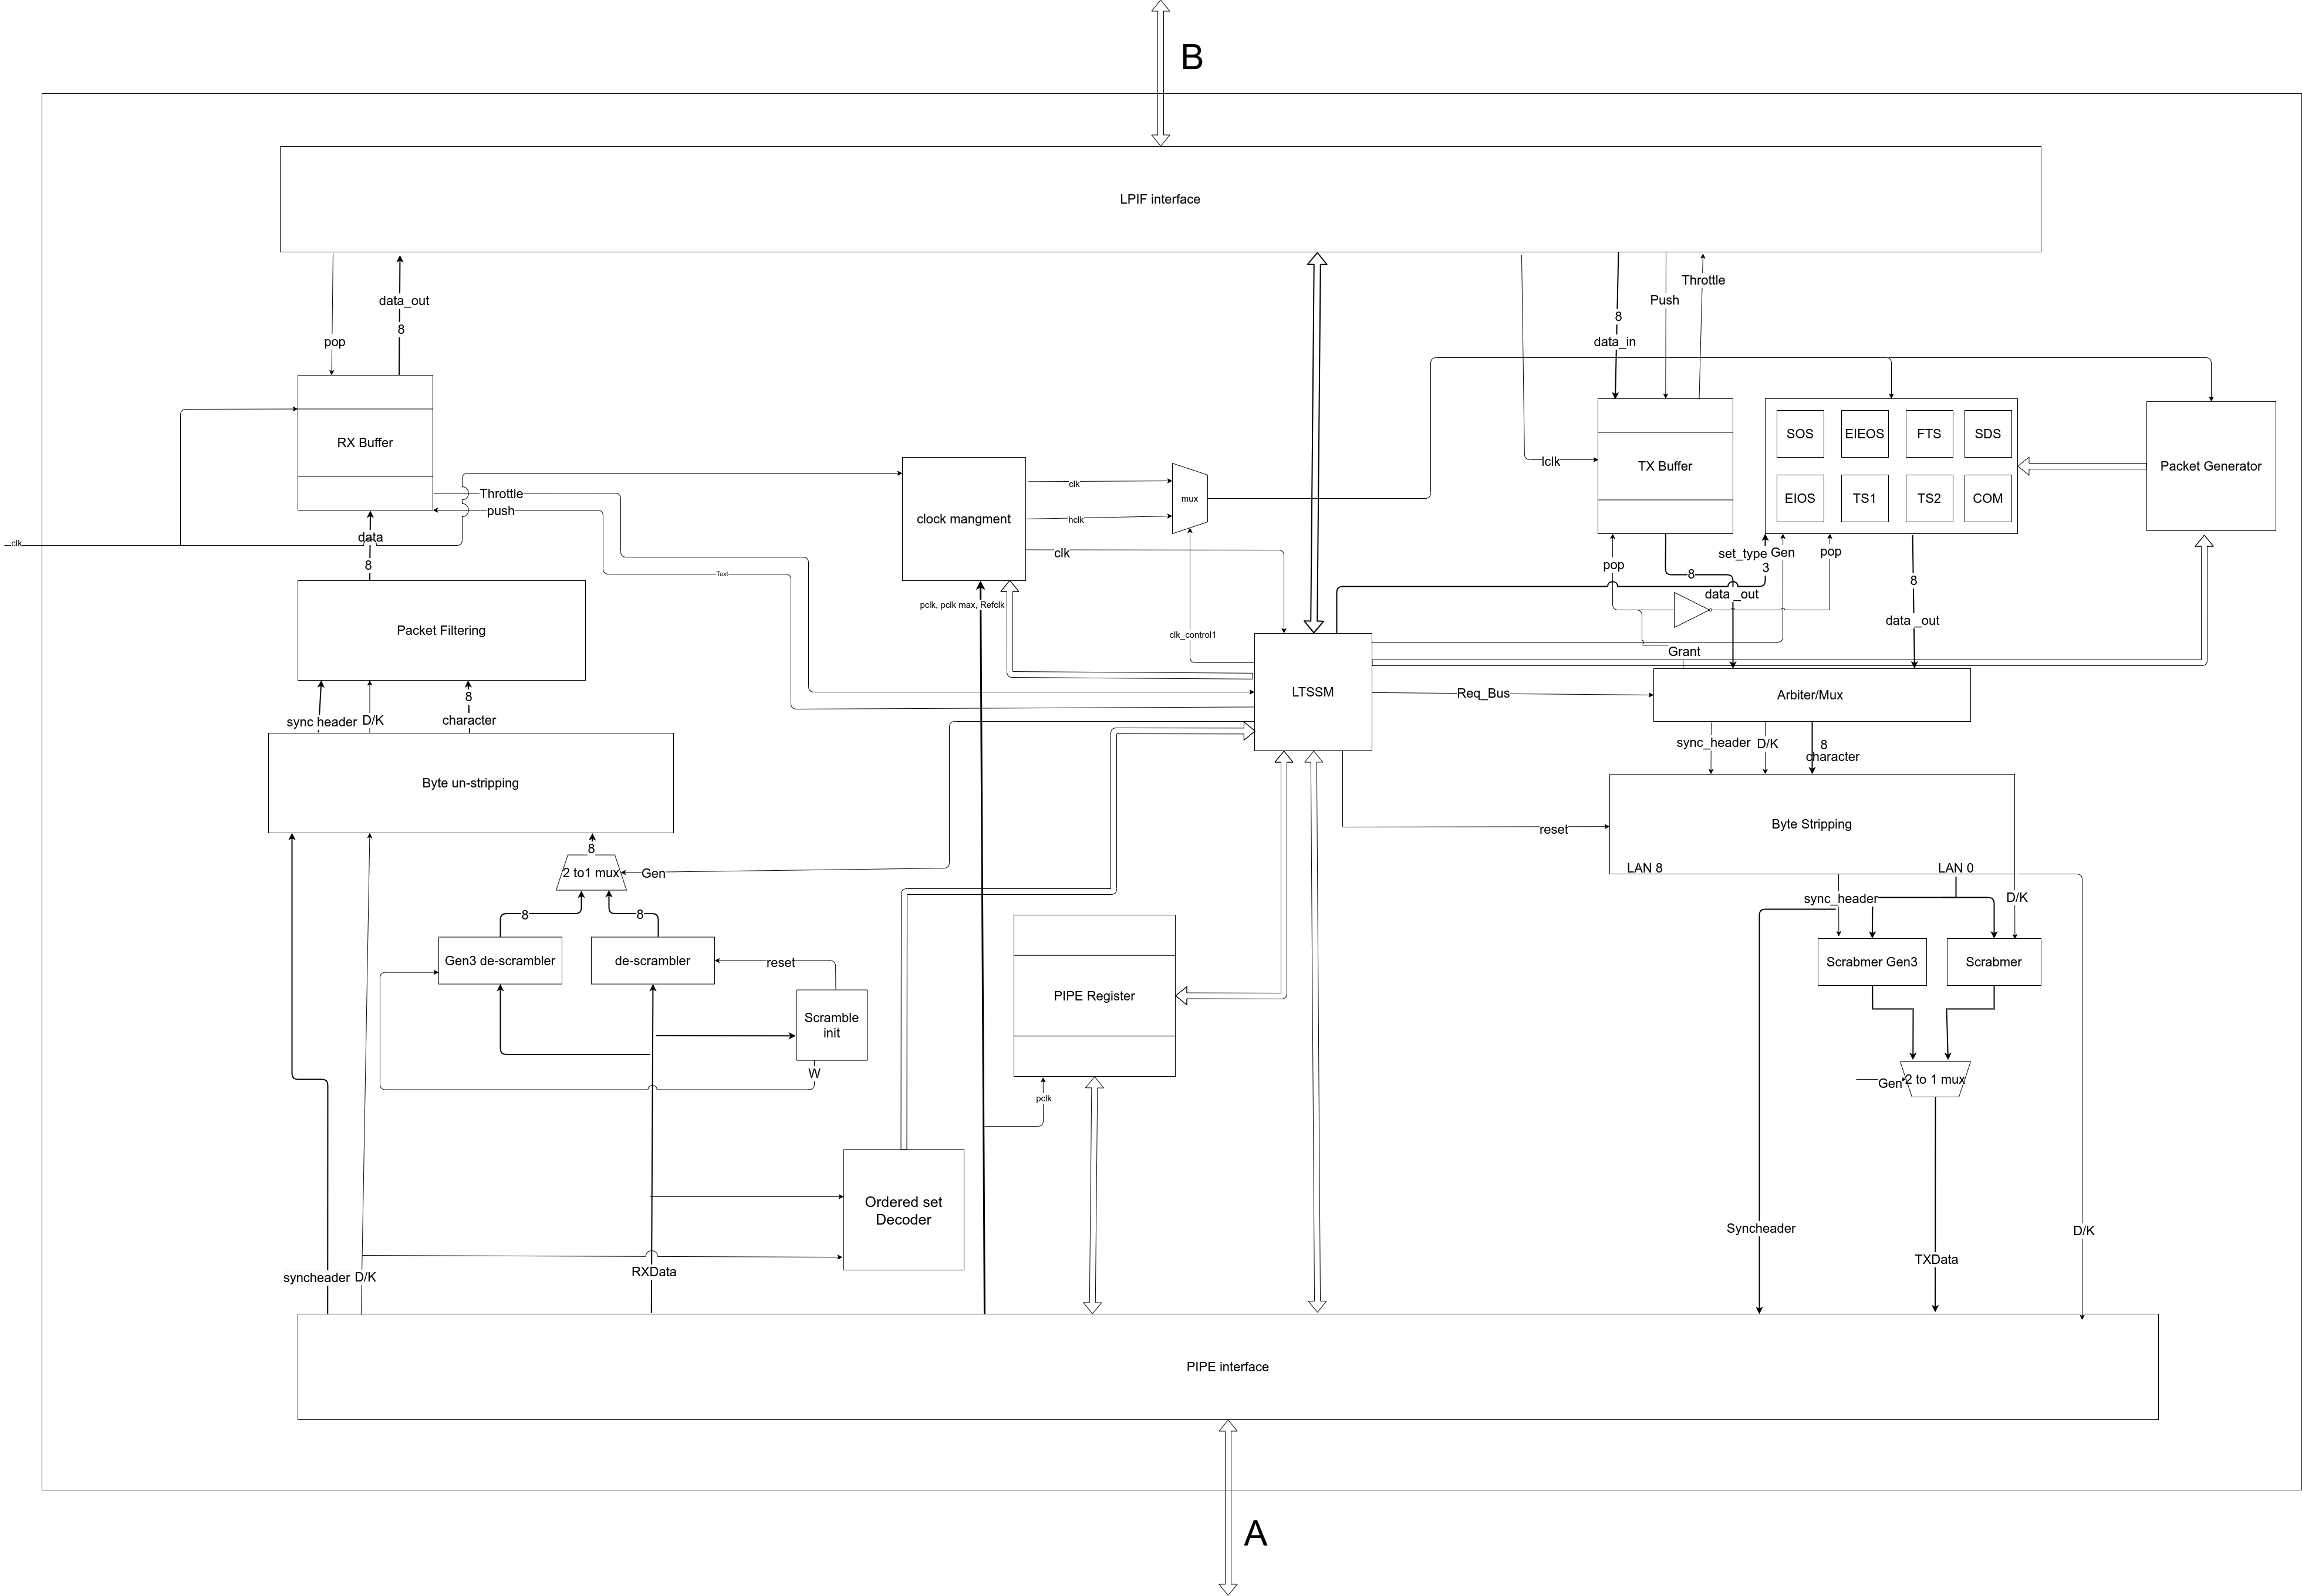 B
LPIF interface
pop
data_out
8
lclk
8
data_in
Push
Throttle
clk
RX Buffer
Throttle
push
Text
data
8
clock mangment
clk
hclk
clk
mux
clk_control1
pclk, pclk max, Refclk
TX Buffer
SOS
EIEOS
FTS
SDS
EIOS
TS1
TS2
COM
Packet Generator
pop
8
data _out
set_type
3
Gen
pop
8
data _out
Packet Filtering
sync header
D/K
8
character
LTSSM
Grant
Req_Bus
Arbiter/Mux
sync_header
D/K
8
character
Byte un-stripping
reset
Byte Stripping
LAN 8
LAN 0
8
2 to1 mux
Gen
8
8
Gen3 de-scrambler
de-scrambler
reset
Scramble
init
W
PIPE Register
pclk
sync_header
D/K
Scrabmer Gen3
Scrabmer
Gen
2 to 1 mux
Ordered set
Decoder
syncheader
D/K
RXData
Syncheader
TXData
D/K
PIPE interface
A